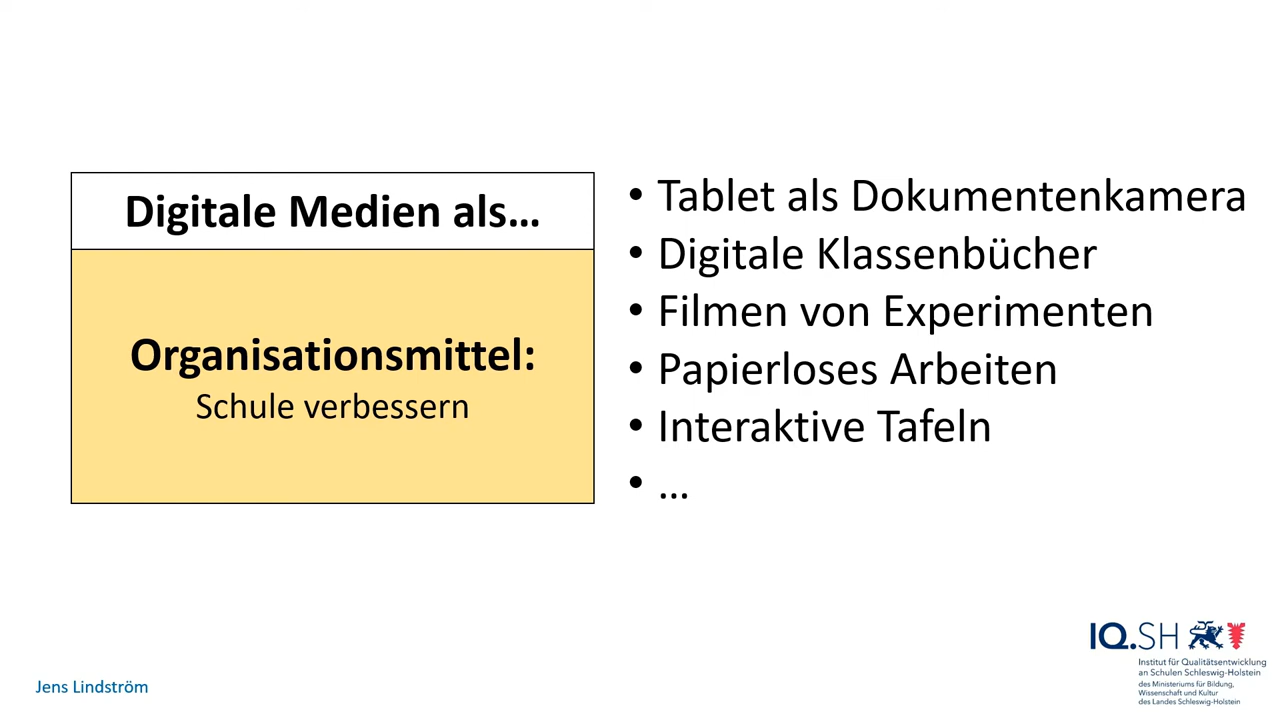 Digitale Medien als...
Organisationsmittel:
Schule verbessern
• Tablet als Dokumentenkamera
• Digitale Klassenbücher
• Filmen von Experimenten
• Papierloses Arbeiten
• Interaktive Tafeln
• ...
Jens Lindström
IQ.SH
Institut für Qualitätsentwicklung
an Schulen Schleswig-Holstein
des Ministeriums für Bildung,
Wissenschaft und Kultur
des Landes Schleswig-Holstein